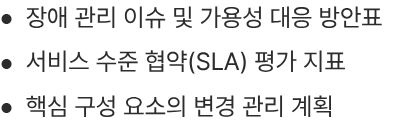 ● 장애 관리 이슈 및 가용성 대응 방안표
● 서비스 수준 협약(SLA) 평가 지표
● 핵심 구성 요소의 변경 관리 계획